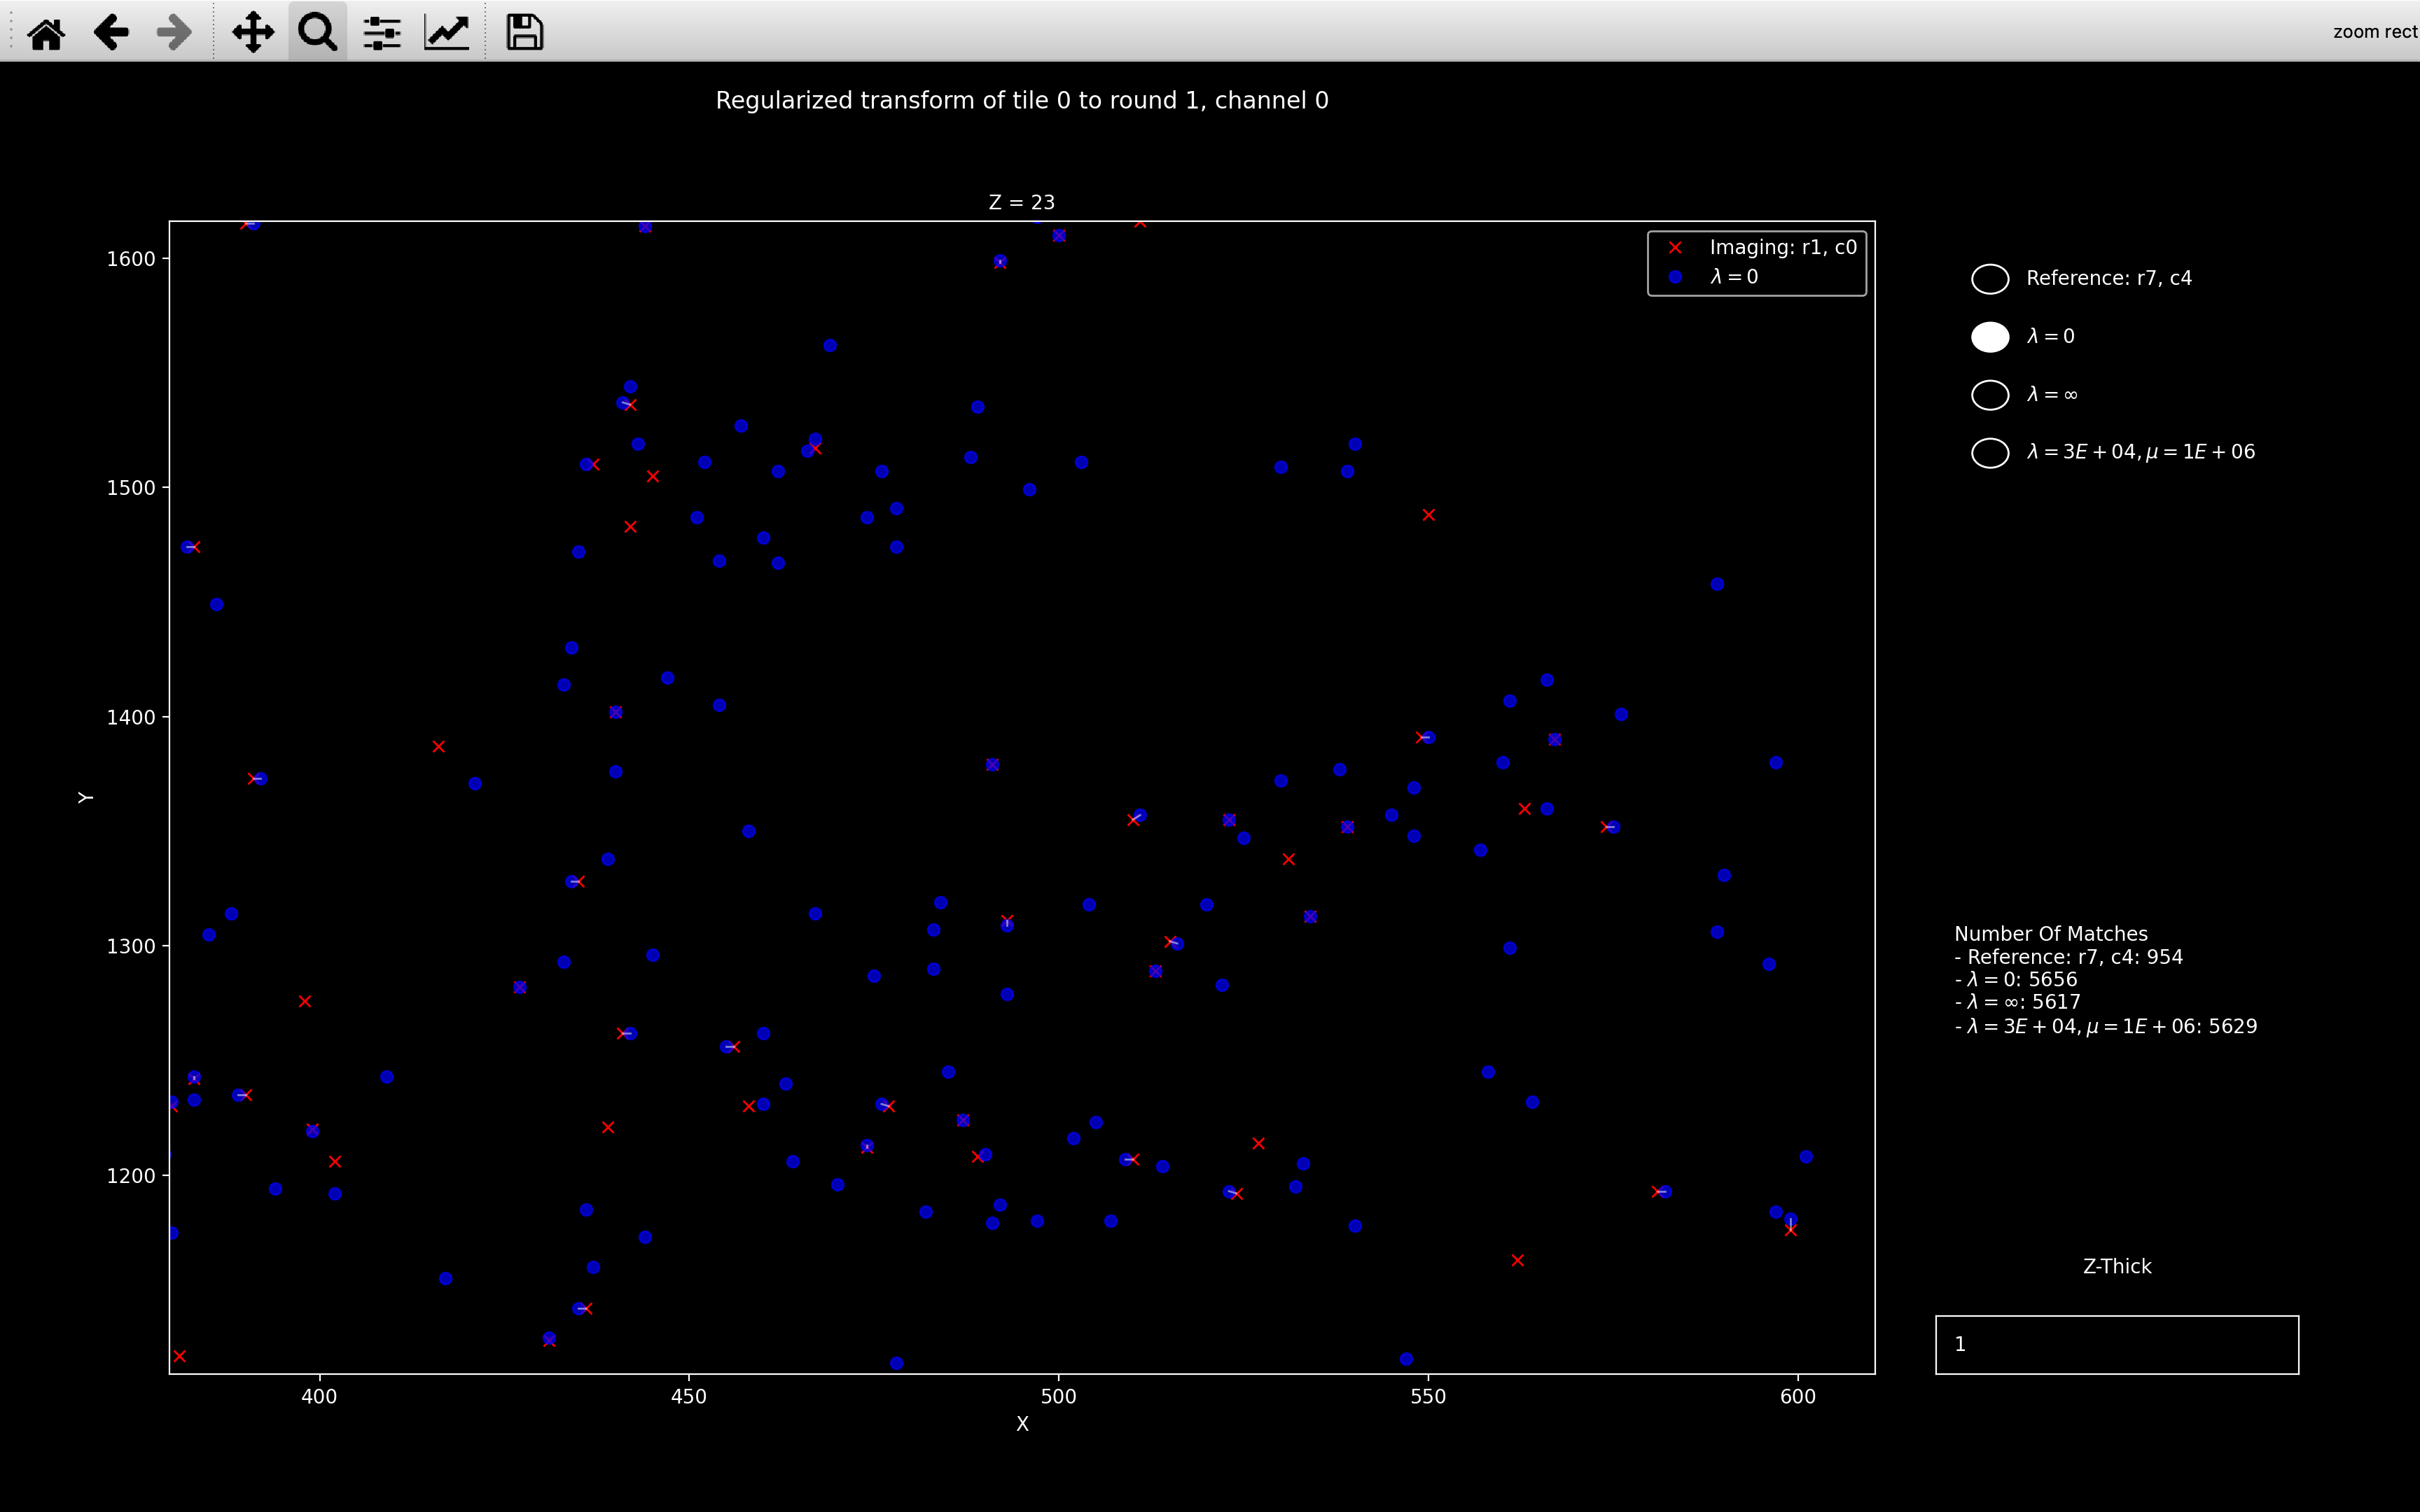 zoom rect
Regularized transform of tile 0 to round 1, channel 0
Z = 23
Imaging: r1, c0
λ = 0
1600
1500
1400
1300
1200
Y
400
450
500
550
600
X
Reference: r7, c4
λ = 0
λ = ∞
λ = 3E + 04, μ = 1E + 06
Number Of Matches
- Reference: r7, c4: 954
- λ = 0: 5656
- λ = ∞: 5617
- λ = 3E + 04, μ = 1E + 06: 5629
Z-Thick
1